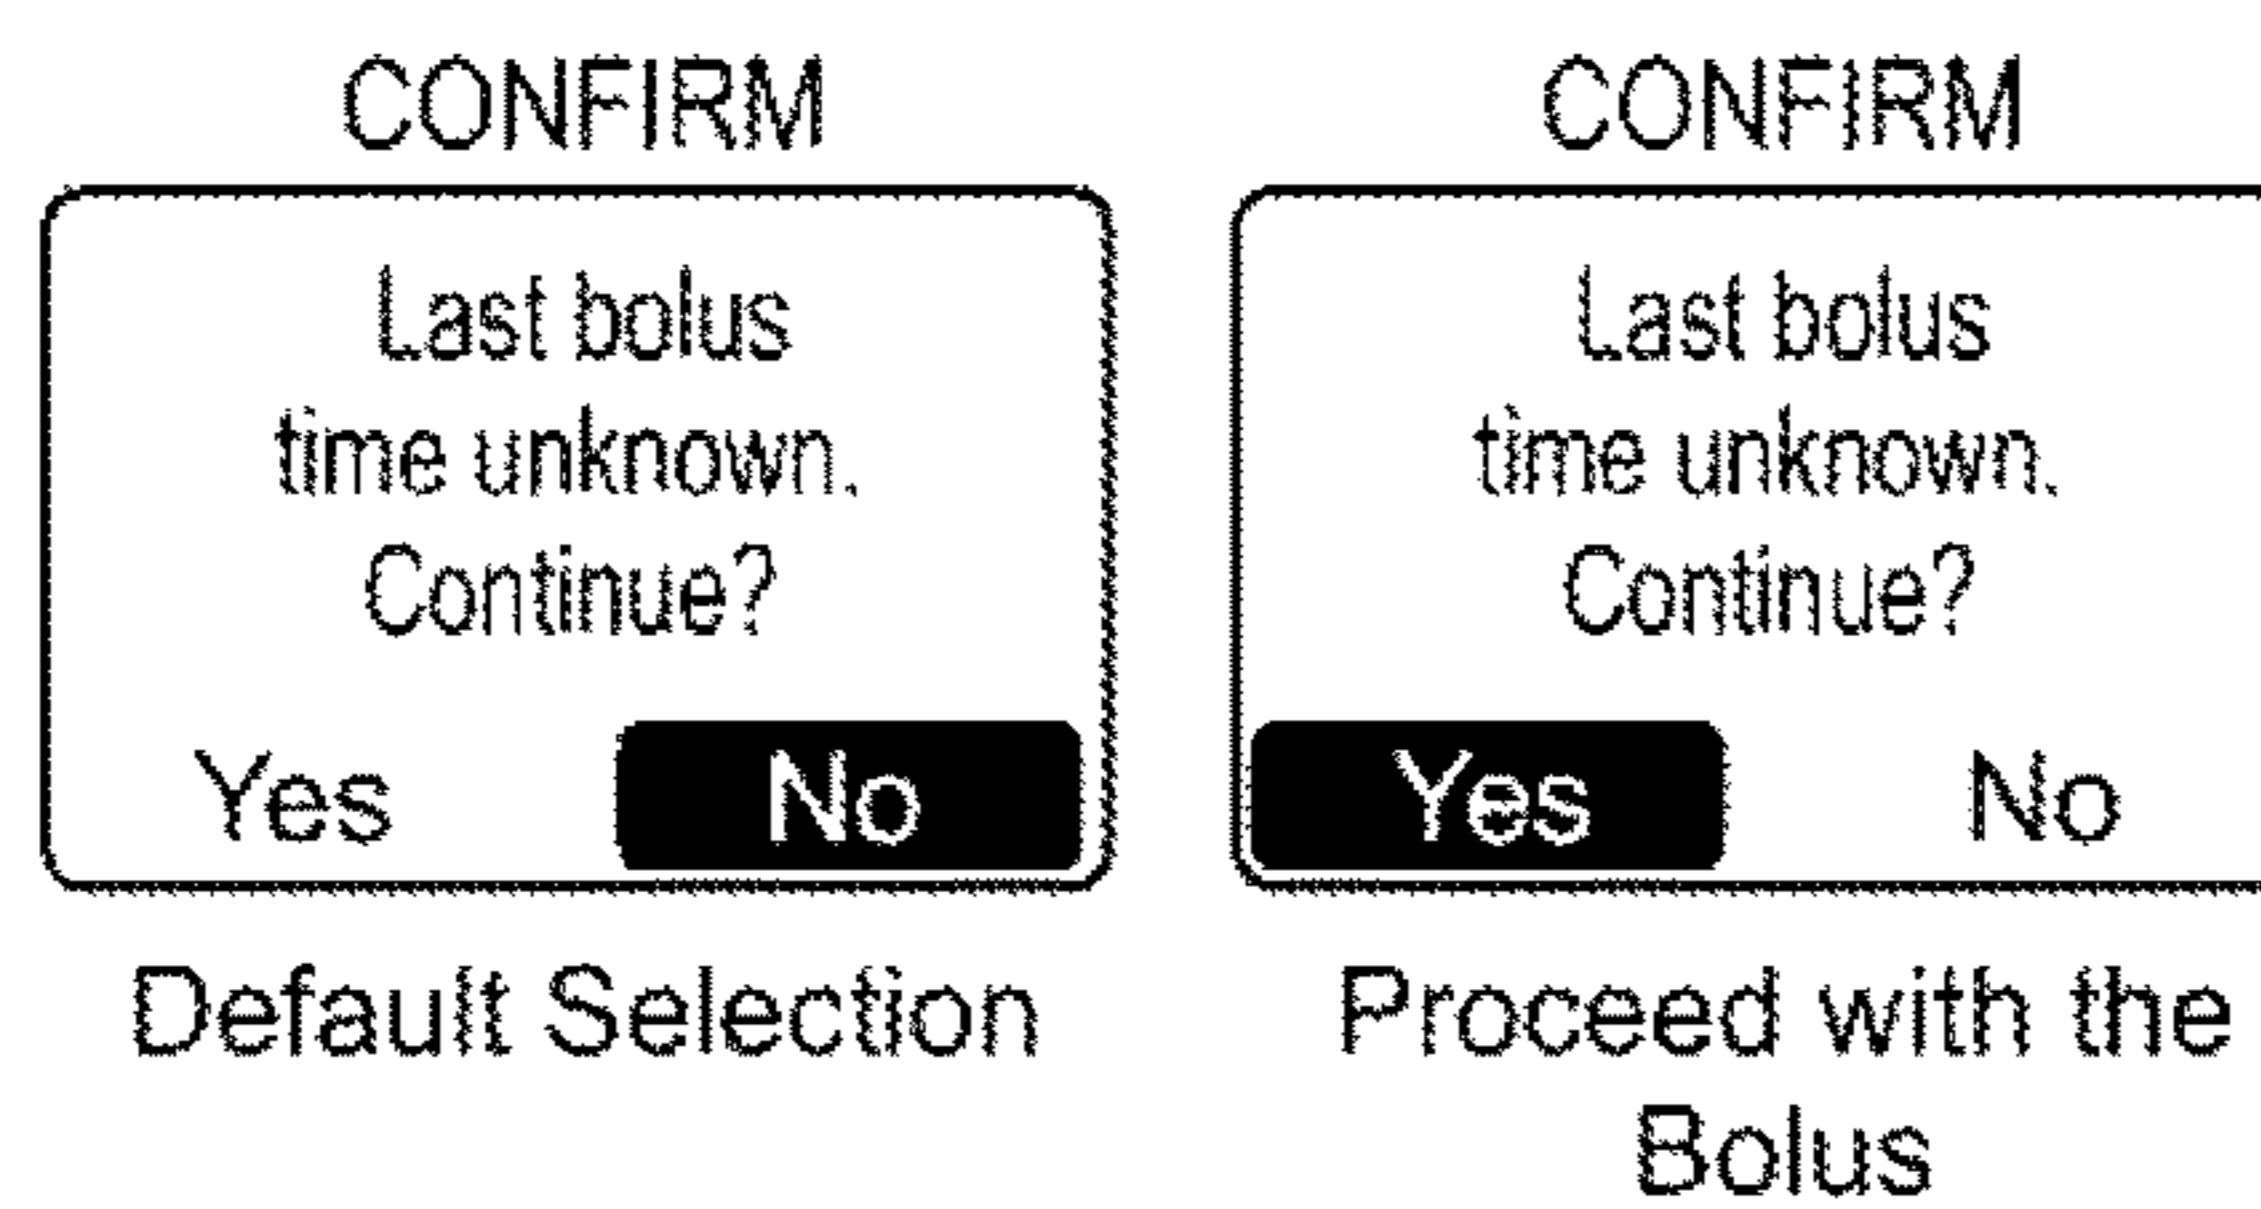 CONFIRM
Last bolus
time unknown.
Continue?
Yes No
Default Selection
CONFIRM
Last bolus
time unknown.
Continue?
Yes No
Proceed with the
Bolus